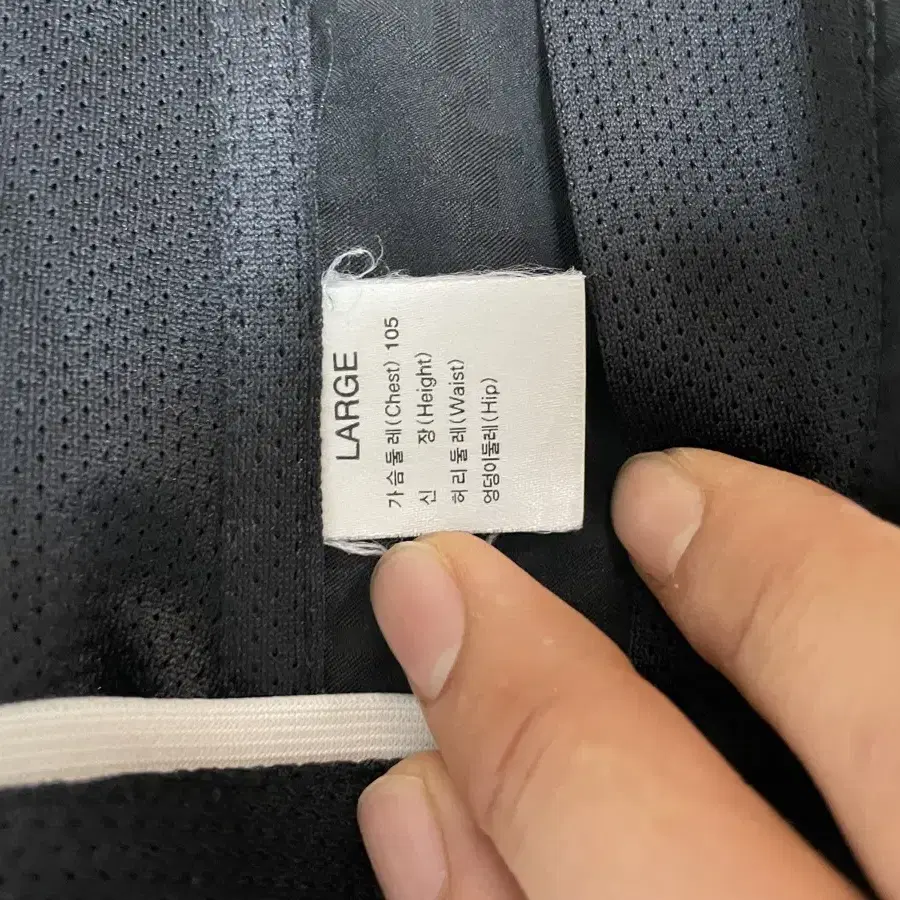 LARGE
가슴둘레(Chest) 105
신 장(Height)
허리둘레(Waist)
엉덩이둘레(Hip)